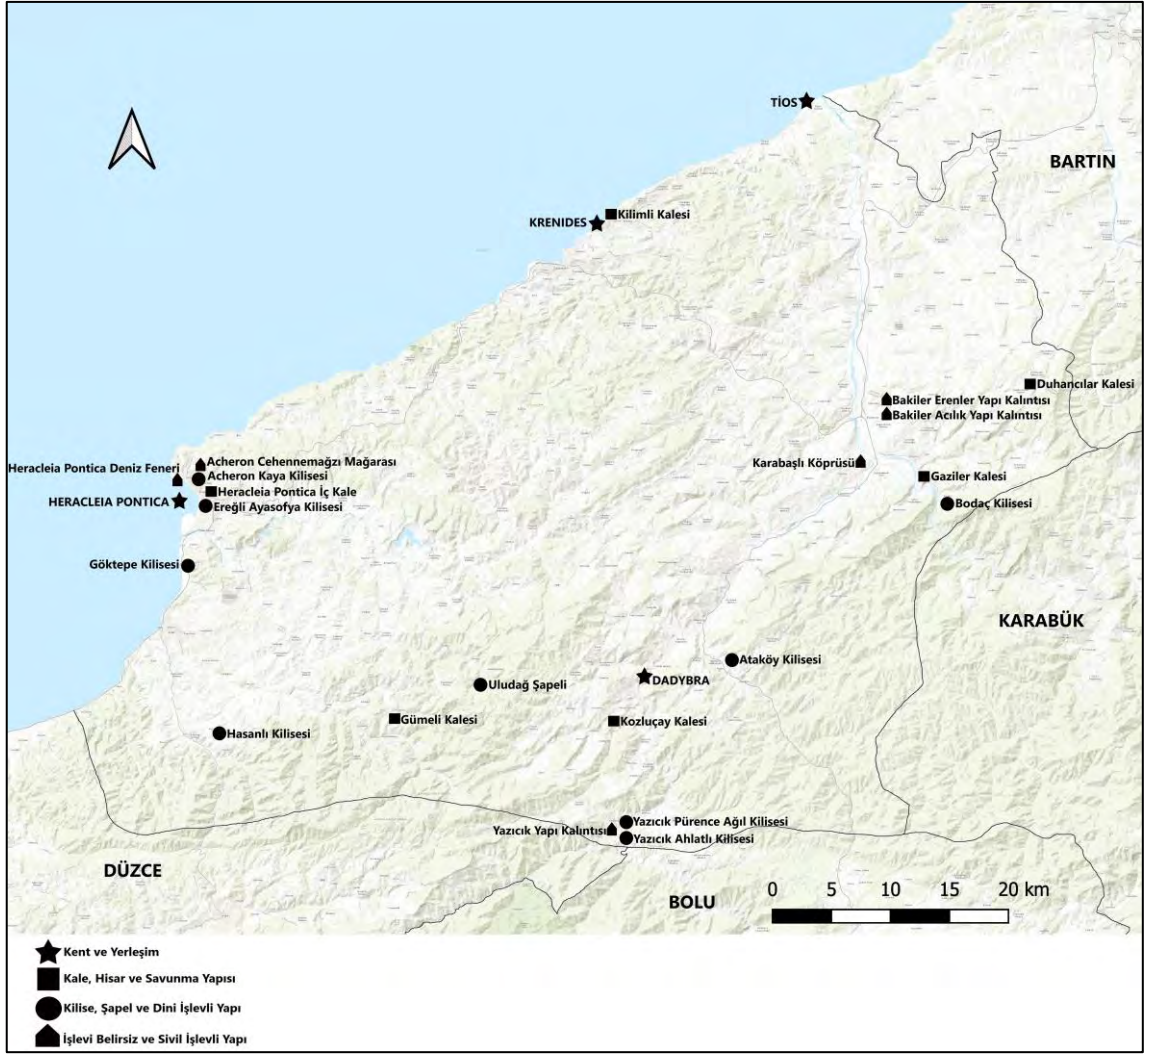 TİOS
BARTIN
KRENIDES
Kilimli Kalesi
Duhancılar Kalesi
Bakiler Erenler Yapı Kalıntısı
Bakiler Acılık Yapı Kalıntısı
Karabaşlı Köprüsü
Gaziler Kalesi
Bodaç Kilisesi
Acheron Cehennemağzı Mağarası
Heracleia Pontica Deniz Feneri
Acheron Kaya Kilisesi
Heracleia Pontica İç Kale
HERACLEIA PONTICA
Ereğli Ayasofya Kilisesi
Göktepe Kilisesi
KARABÜK
Ataköy Kilisesi
DADYBRA
Uludağ Şapeli
Gümeli Kalesi
Kozluçay Kalesi
Hasanlı Kilisesi
Yazıcık Pürence Ağıl Kilisesi
Yazıcık Yapı Kalıntısı
Yazıcık Ahlatlı Kilisesi
DÜZCE
BOLU
0 5 10 15 20 km
Kent ve Yerleşim
Kale, Hisar ve Savunma Yapısı
Kilise, Şapel ve Dini İşlevli Yapı
İşlevi Belirsiz ve Sivil İşlevli Yapı